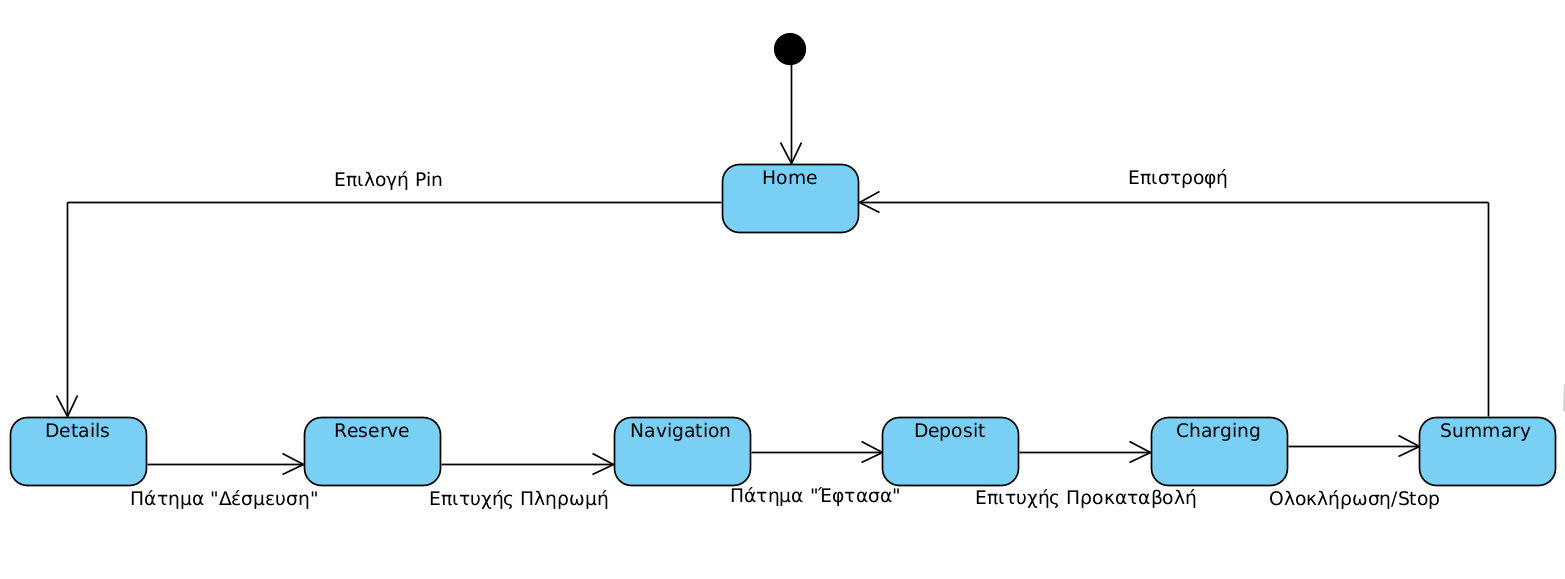 Επιλογή Pin
Home
Επιστροφή
Details
Reserve
Navigation
Deposit
Charging
Summary
Πάτημα "Δέσμευση"
Επιτυχής Πληρωμή
Πάτημα "Έφτασα"
Επιτυχής Προκαταβολή
Ολοκλήρωση/Stop